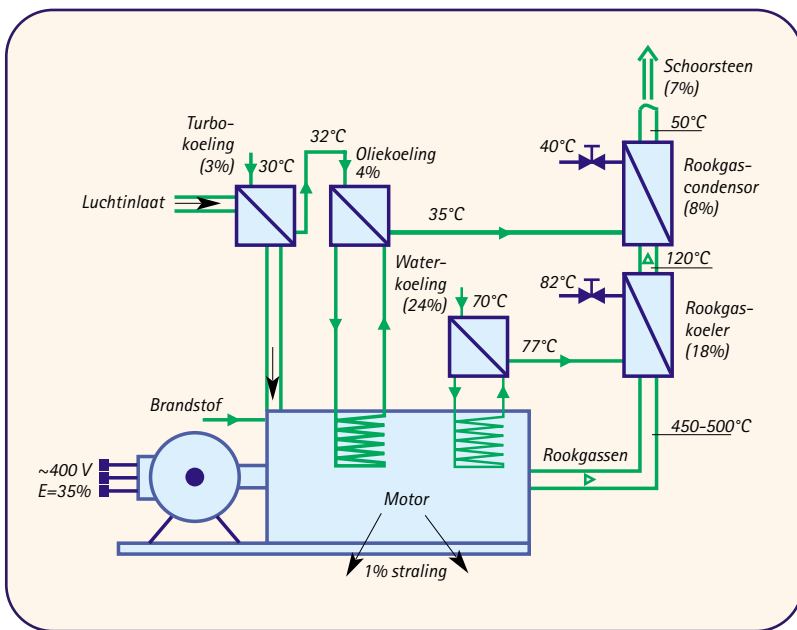 Schoorsteen
(7%)
50°C
Turbo-
koeling
(3%)
30°C
32°C
Oliekoeling
4%
40°C
Rookgas-
condensor
(8%)
Luchtinlaat
35°C
120°C
Water-
koeling
(24%)
70°C
82°C
Rookgas-
koeler
(18%)
77°C
Brandstof
450-500°C
~400 V
E=35%
Rookgassen
Motor
1% straling